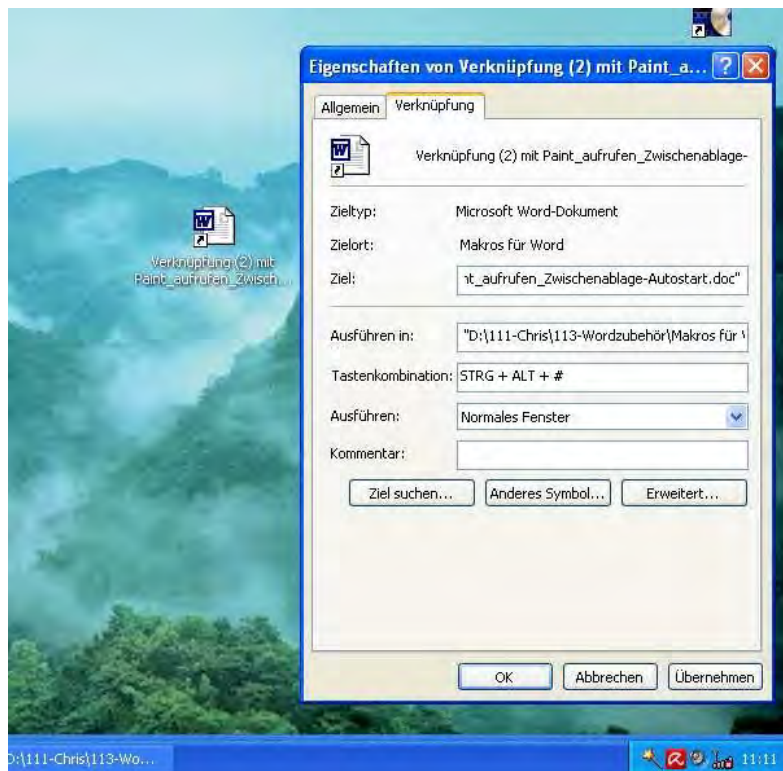 Eigenschaften von Verknüpfung (2) mit Paint_a...
Allgemein
Verknüpfung
Verknüpfung (2) mit Paint_aufrufen_Zwischenablage-
Zieltyp: Microsoft Word-Dokument
Zielort: Makros für Word
Ziel: nt_aufrufen_Zwischenablage-Autostart.doc"
Ausführen in: "D:\111-Chris\113-Wordzubehör\Makros für W
Tastenkombination: STRG + ALT + #
Ausführen: Normales Fenster
Kommentar:
Ziel suchen... Anderes Symbol... Erweitert...
OK Abbrechen Übernehmen
Verknüpfung (2) mit
Paint_aufrufen_Zwisch...
D:\111-Chris\113-Wo...
11:11